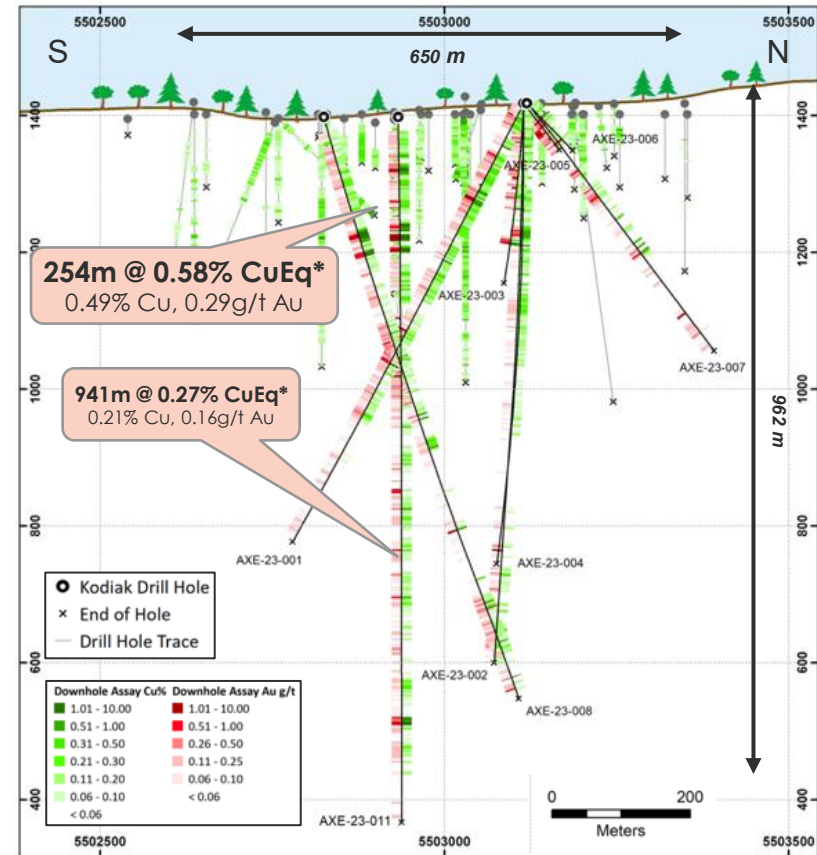 5502500 5503000 5503500
S N
650 m
1400 1400
1200 1200
1000 1000
800 800
600 600
400 400
AXE-23-006
AXE-23-005
254m @ 0.58% CuEq*
0.49% Cu, 0.29g/t Au
AXE-23-003
AXE-23-007
941m @ 0.27% CuEq*
0.21% Cu, 0.16g/t Au
962 m
AXE-23-001
AXE-23-004
Kodiak Drill Hole
End of Hole
Drill Hole Trace
AXE-23-002
AXE-23-008
Downhole Assay Cu% Downhole Assay Au g/t
1.01 - 10.00 1.01 - 10.00
0.51 - 1.00 0.51 - 1.00
0.31 - 0.50 0.26 - 0.50
0.21 - 0.30 0.11 - 0.25
0.11 - 0.20 0.06 - 0.10
0.06 - 0.10 < 0.06
< 0.06
AXE-23-011
0 200
Meters
5502500 5503000 5503500